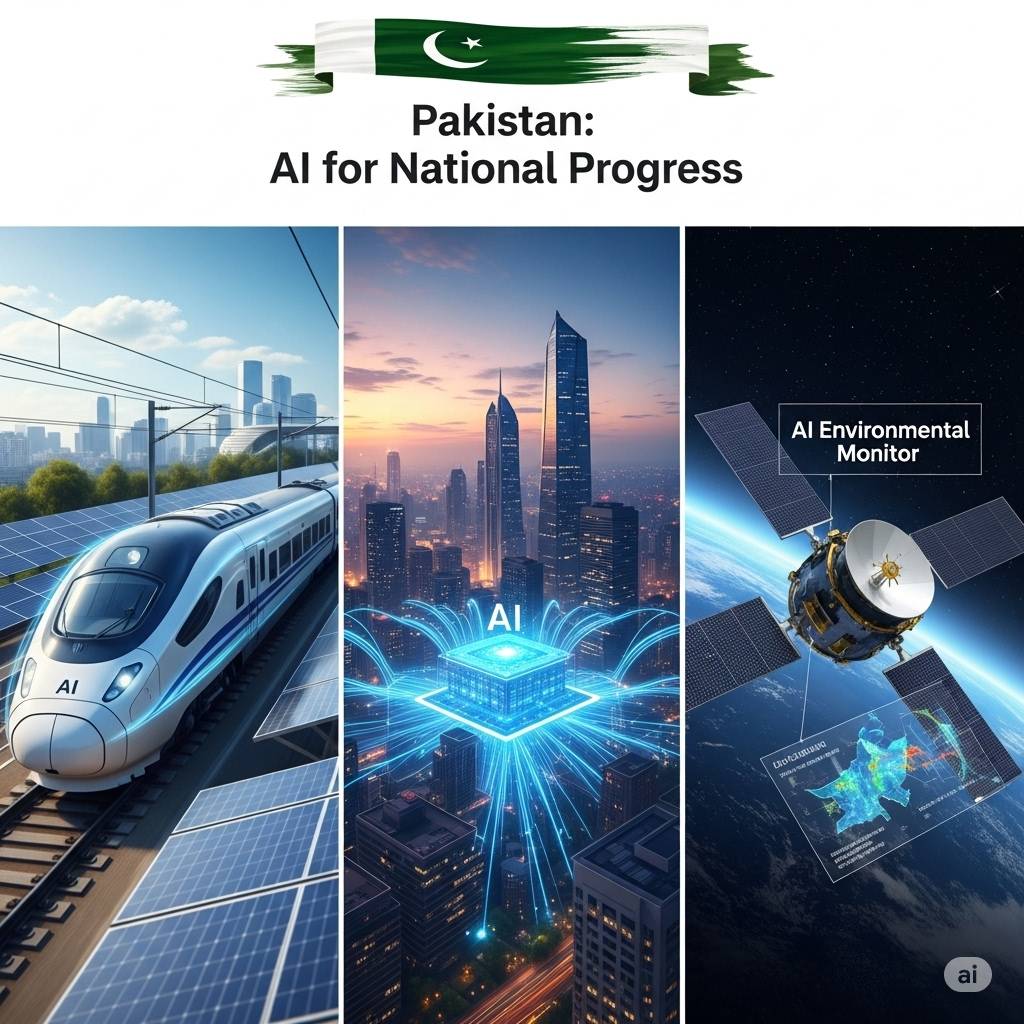 Pakistan:
AI for National Progress
AI
AI
AI Environmental
Monitor
ai